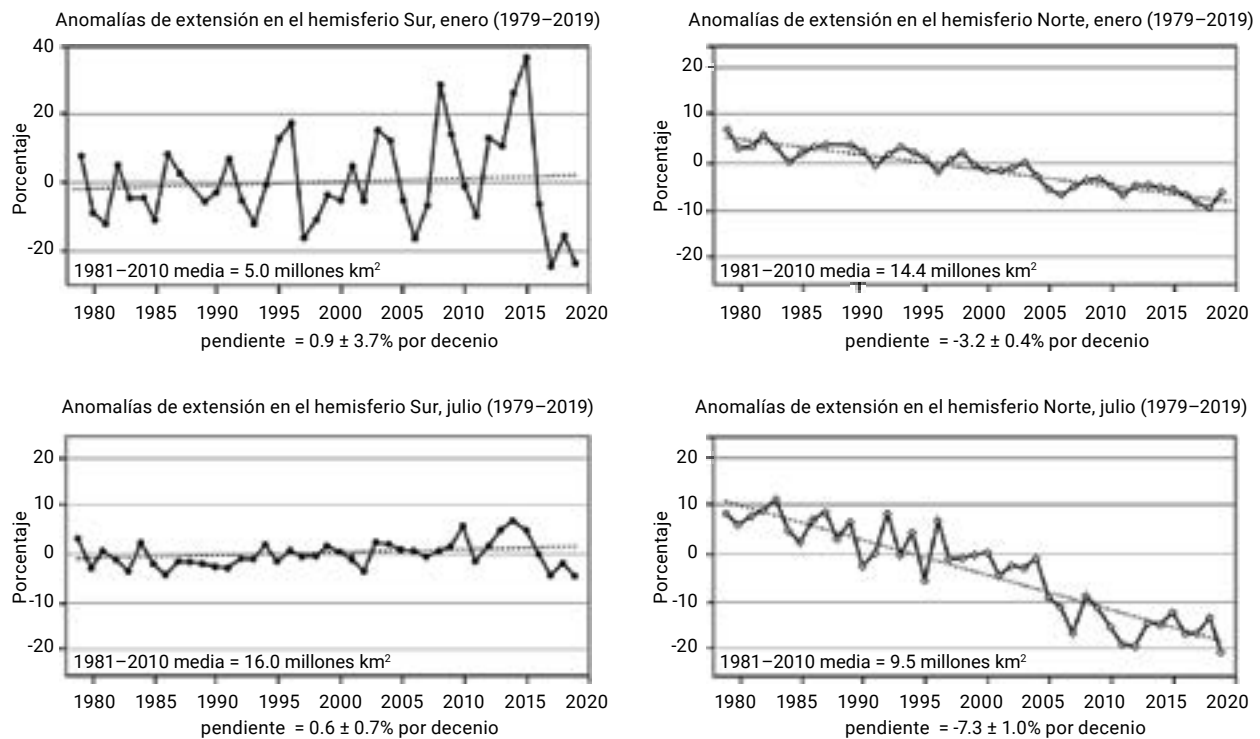 Anomalías de extensión en el hemisferio Sur, enero (1979–2019)
Porcentaje
40
20
0
-20
1981–2010 media = 5.0 millones km²
1980 1985 1990 1995 2000 2005 2010 2015 2020
pendiente = 0.9 ± 3.7% por decenio
Anomalías de extensión en el hemisferio Norte, enero (1979–2019)
Porcentaje
20
10
0
-10
-20
1981–2010 media = 14.4 millones km²
1980 1985 1990 1995 2000 2005 2010 2015 2020
pendiente = -3.2 ± 0.4% por decenio
Anomalías de extensión en el hemisferio Sur, julio (1979–2019)
Porcentaje
20
10
0
-10
-20
1981–2010 media = 16.0 millones km²
1980 1985 1990 1995 2000 2005 2010 2015 2020
pendiente = 0.6 ± 0.7% por decenio
Anomalías de extensión en el hemisferio Norte, julio (1979–2019)
Porcentaje
20
10
0
-10
-20
1981–2010 media = 9.5 millones km²
1980 1985 1990 1995 2000 2005 2010 2015 2020
pendiente = -7.3 ± 1.0% por decenio